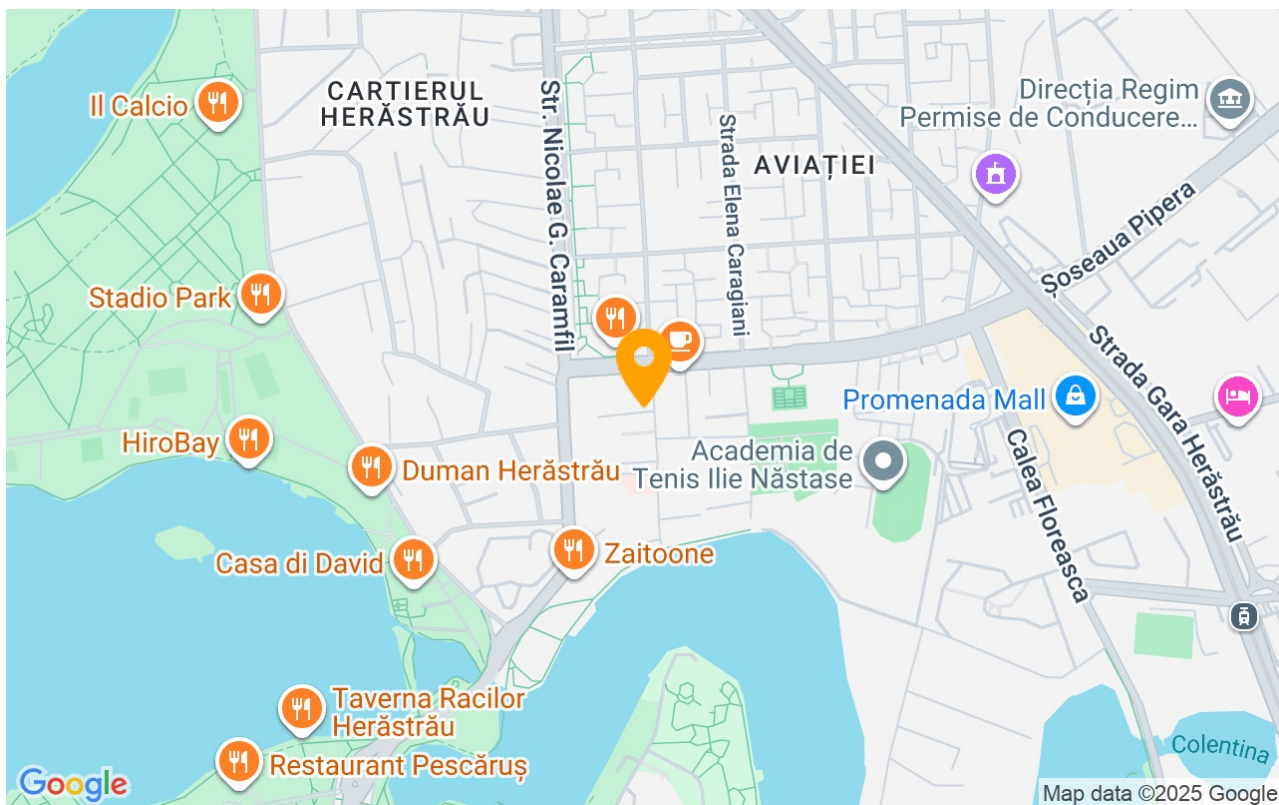 Il Calcio
CARTIERUL
HERĂSTRĂU
Str. Nicolae G. Caramfil
Strada Elena Caragiani
AVIAȚIEI
Direcția Regim
Permise de Conducere...
Șoseaua Pipera
Stadio Park
Strada Gara Herăstrău
Promenada Mall
HiroBay
Duman Herăstrău
Academia de
Tenis Ilie Năstase
Calea Floreasca
Casa di David
Zaitoone
Taverna Racilor
Herăstrău
Restaurant Pescăruș
Colentina
Google
Map data ©2025 Google